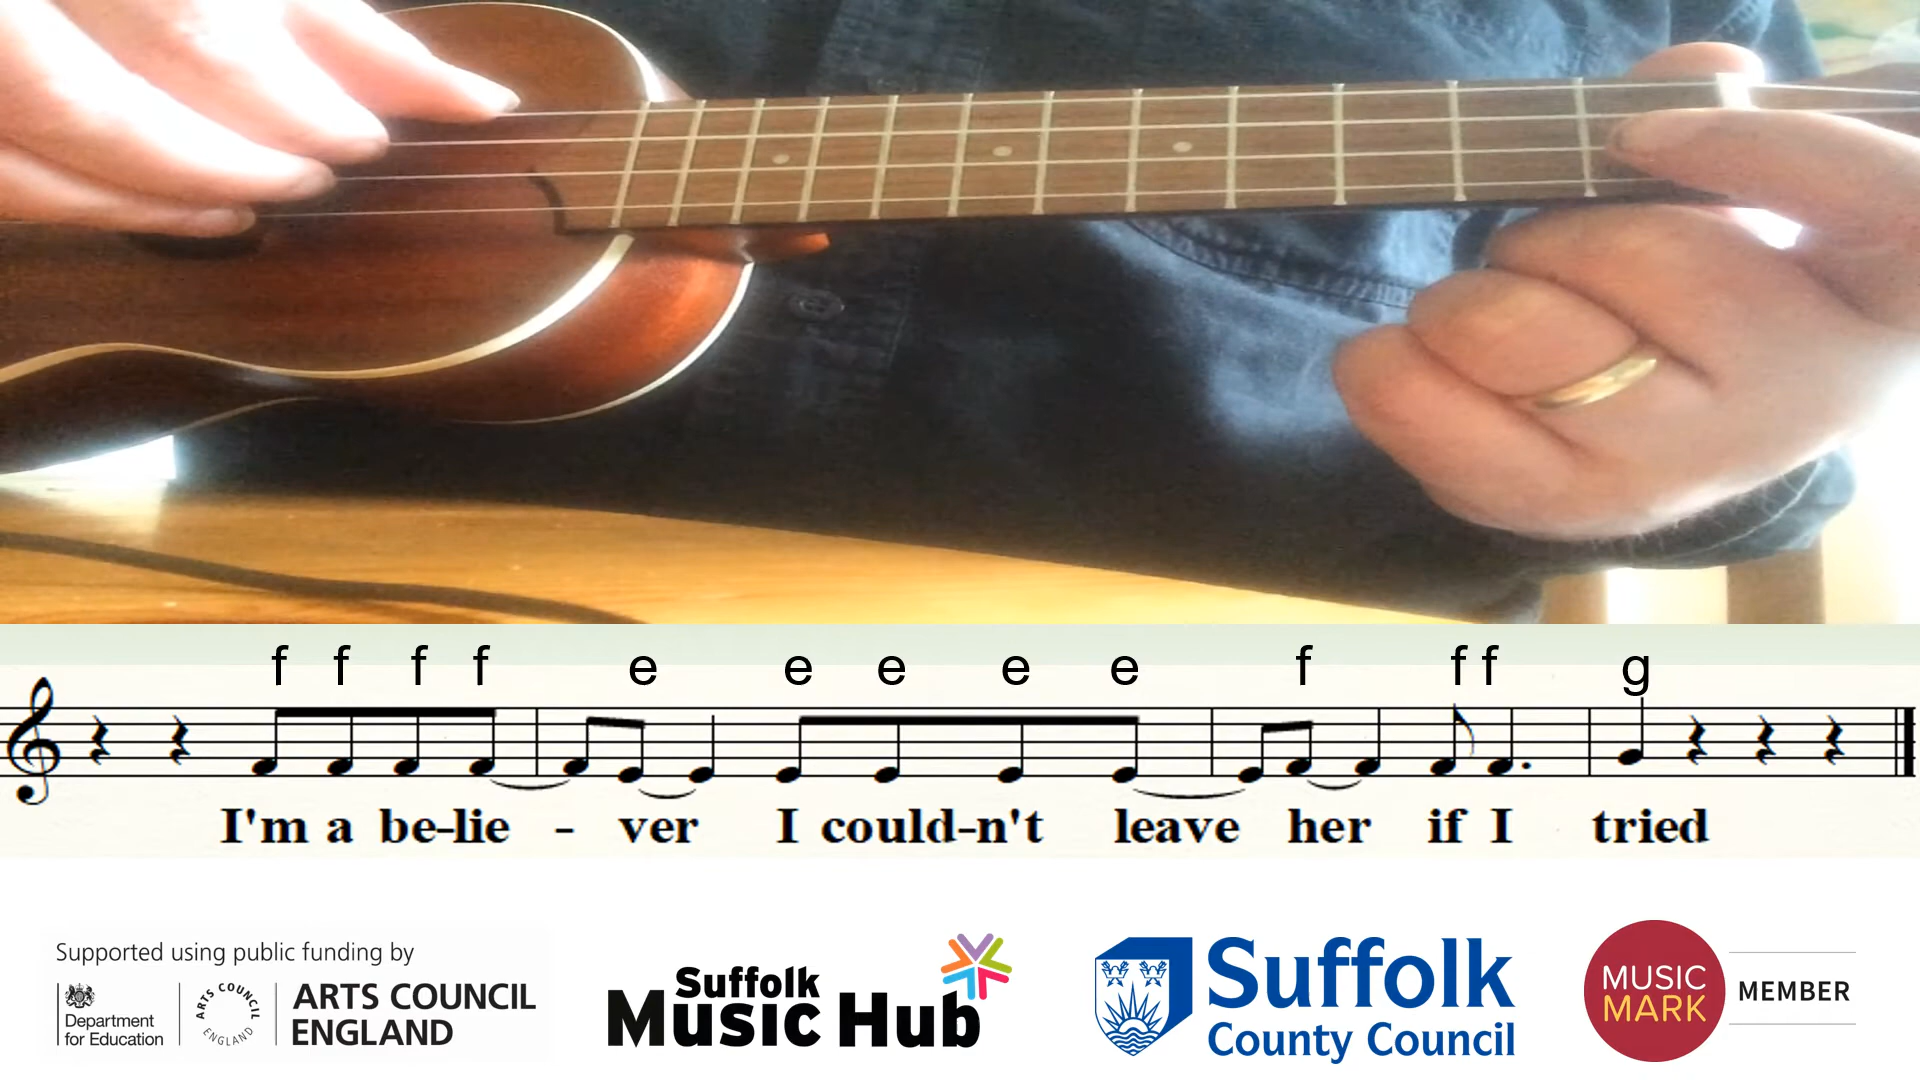 f f f f e e e e e f f f g
I'm a be-lie - ver I could-n't leave her if I tried
Supported using public funding by
Department
for Education
ARTS COUNCIL
ENGLAND
ARTS COUNCIL
ENGLAND
Suffolk
Music Hub
Suffolk
County Council
MUSIC
MARK
MEMBER